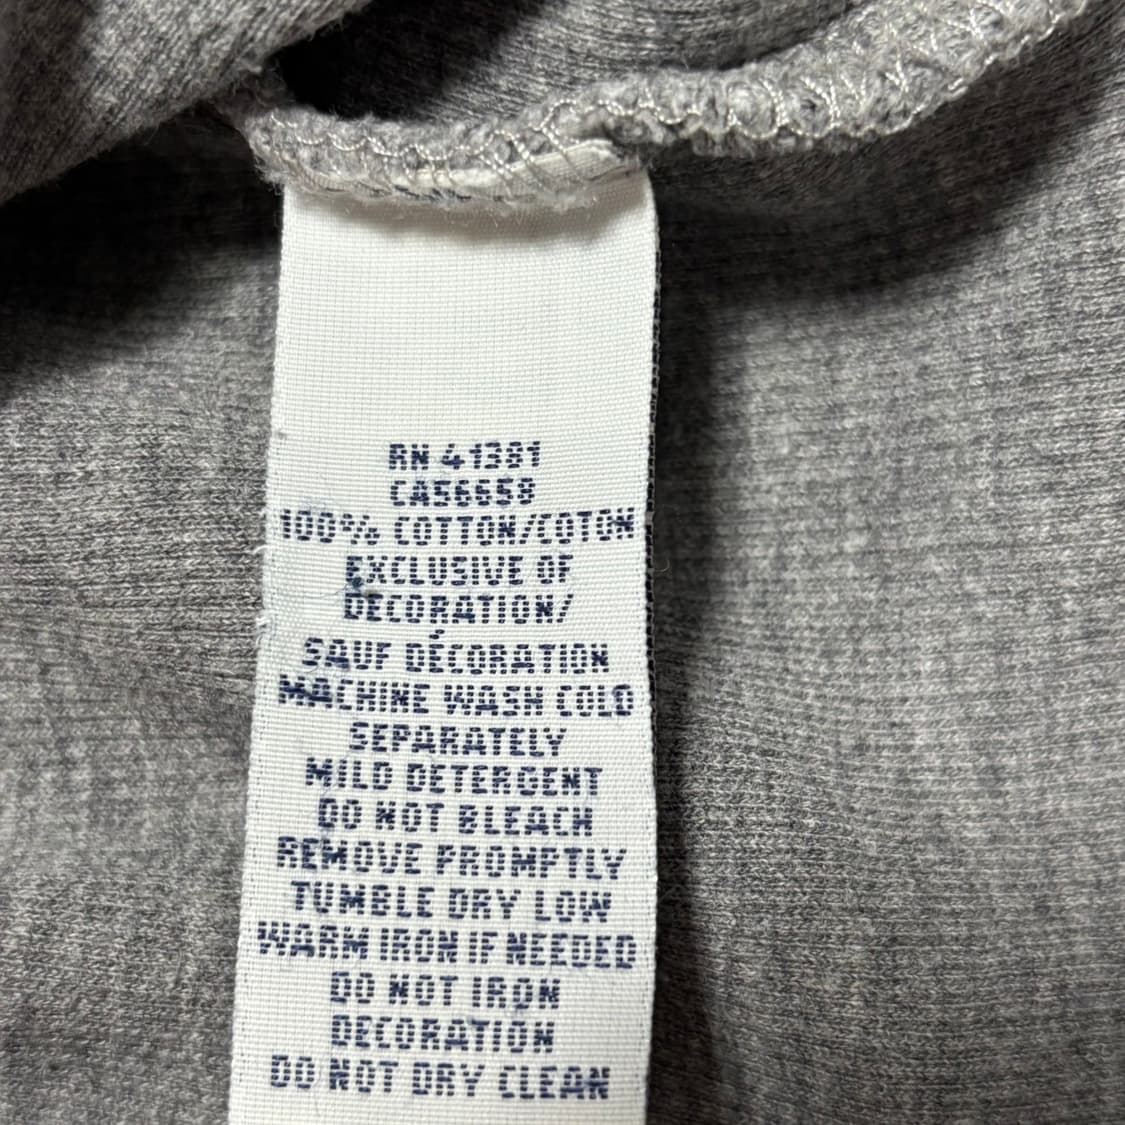 RN 41381
CA56658
100% COTTON/COTON
EXCLUSIVE OF
DECORATION/
SAUF DÉCORATION
MACHINE WASH COLD
SEPARATELY
MILD DETERGENT
DO NOT BLEACH
REMOVE PROMPTLY
TUMBLE DRY LOW
WARM IRON IF NEEDED
DO NOT IRON
DECORATION
DO NOT DRY CLEAN